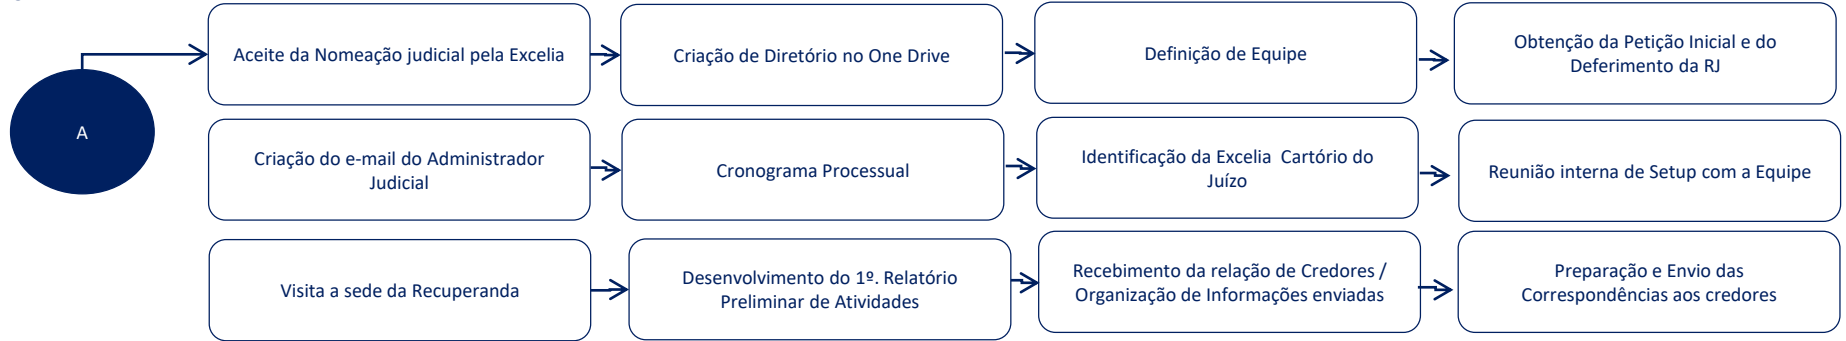 A
Aceite da Nomeação judicial pela Excelia
Criação de Diretório no One Drive
Definição de Equipe
Obtenção da Petição Inicial e do
Deferimento da RJ
Criação do e-mail do Administrador
Judicial
Cronograma Processual
Identificação da Excelia Cartório do
Juízo
Reunião interna de Setup com a Equipe
Visita a sede da Recuperanda
Desenvolvimento do 1º. Relatório
Preliminar de Atividades
Recebimento da relação de Credores /
Organização de Informações enviadas
Preparação e Envio das
Correspondências aos credores